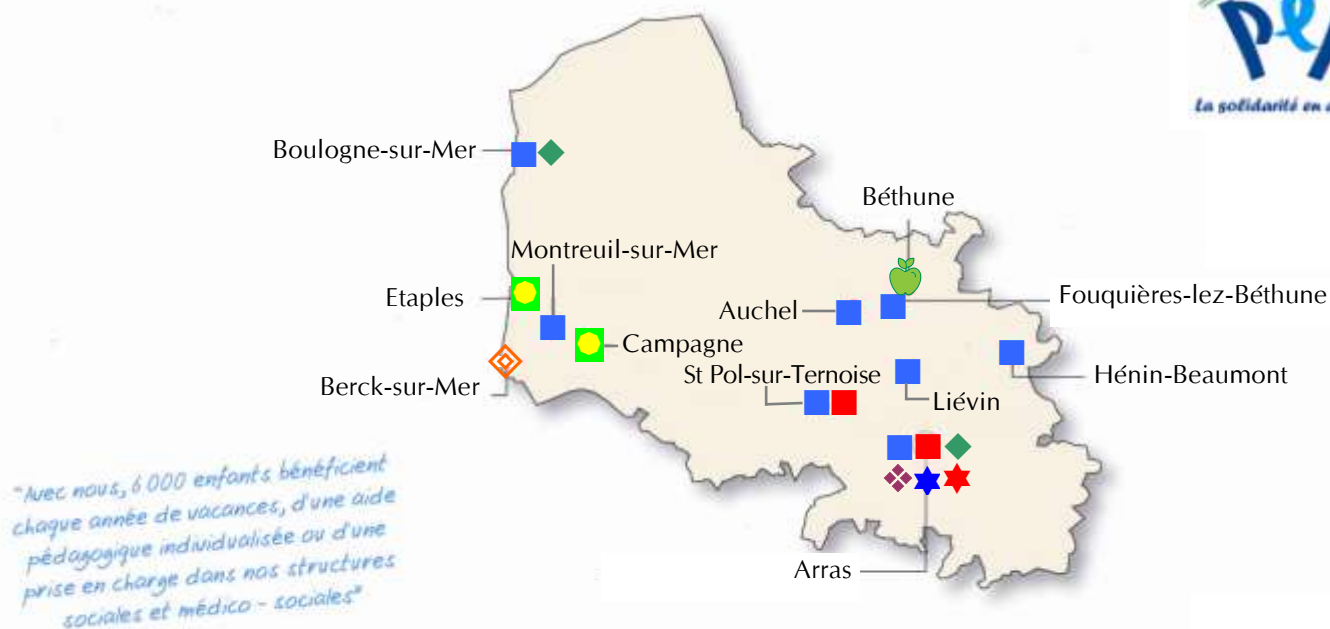 La solidarité en
Boulogne-sur-Mer
Béthune
Montreuil-sur-Mer
Etaples
Auchel
Fouquières-lez-Béthune
Campagne
Berck-sur-Mer
St Pol-sur-Ternoise
Hénin-Beaumont
Liévin
Arras
"Avec nous, 6 000 enfants bénéficient
chaque année de vacances, d'une aide
pédagogique individualisée ou d'une
prise en charge dans nos structures
sociales et médico - sociales"